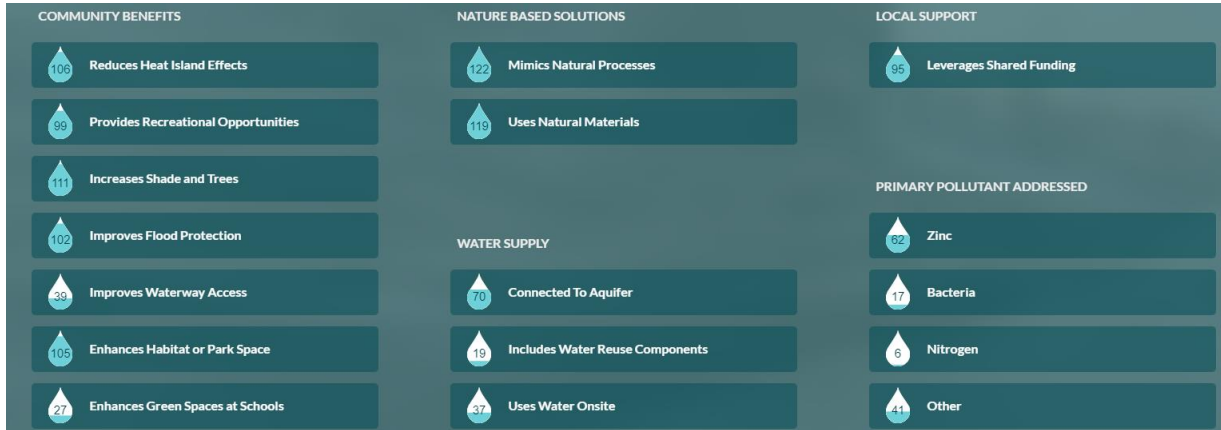 COMMUNITY BENEFITS
106 Reduces Heat Island Effects
99 Provides Recreational Opportunities
111 Increases Shade and Trees
102 Improves Flood Protection
39 Improves Waterway Access
105 Enhances Habitat or Park Space
27 Enhances Green Spaces at Schools
NATURE BASED SOLUTIONS
122 Mimics Natural Processes
119 Uses Natural Materials
WATER SUPPLY
70 Connected To Aquifer
19 Includes Water Reuse Components
37 Uses Water Onsite
LOCAL SUPPORT
95 Leverages Shared Funding
PRIMARY POLLUTANT ADDRESSED
62 Zinc
17 Bacteria
6 Nitrogen
41 Other